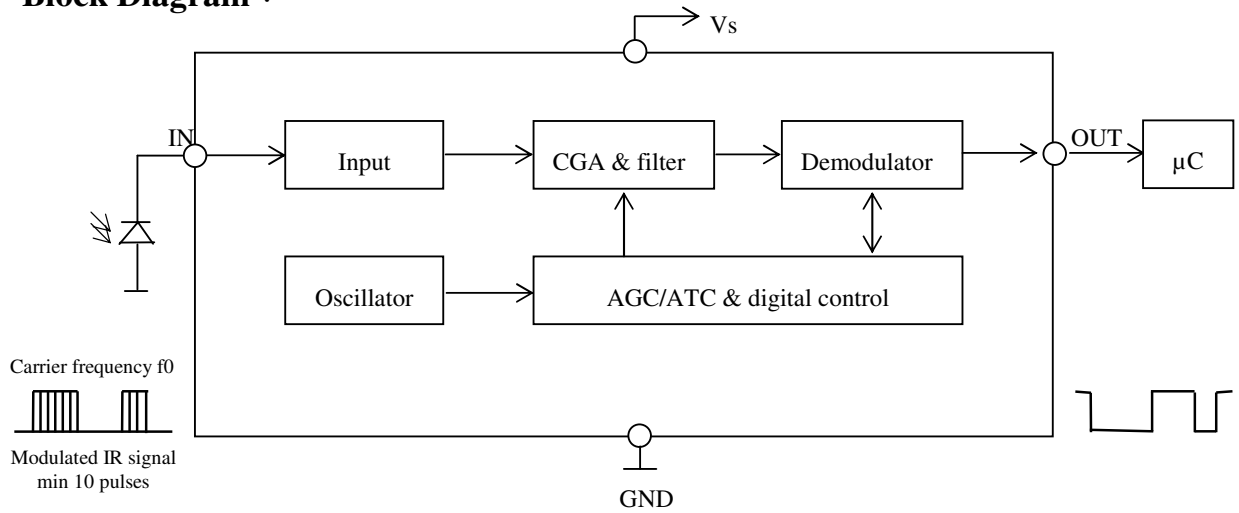 Block Diagram :
Vs
IN
Input
CGA & filter
Demodulator
OUT
µC
Oscillator
AGC/ATC & digital control
Carrier frequency f0
Modulated IR signal
min 10 pulses
GND